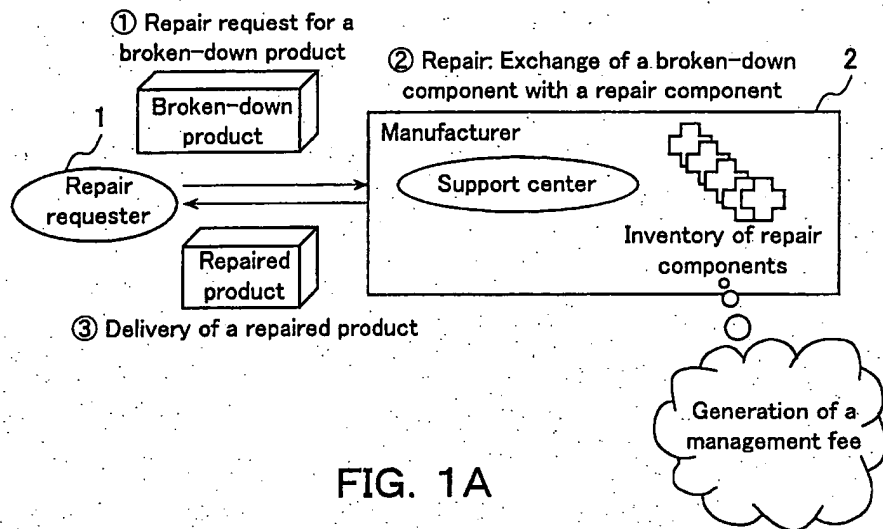 ① Repair request for a
broken-down product
② Repair: Exchange of a broken-down
component with a repair component
2
1
Broken-down
product
Manufacturer
Repair
requester
Support center
Inventory of repair
components
Repaired
product
③ Delivery of a repaired product
Generation of a
management fee
FIG. 1A